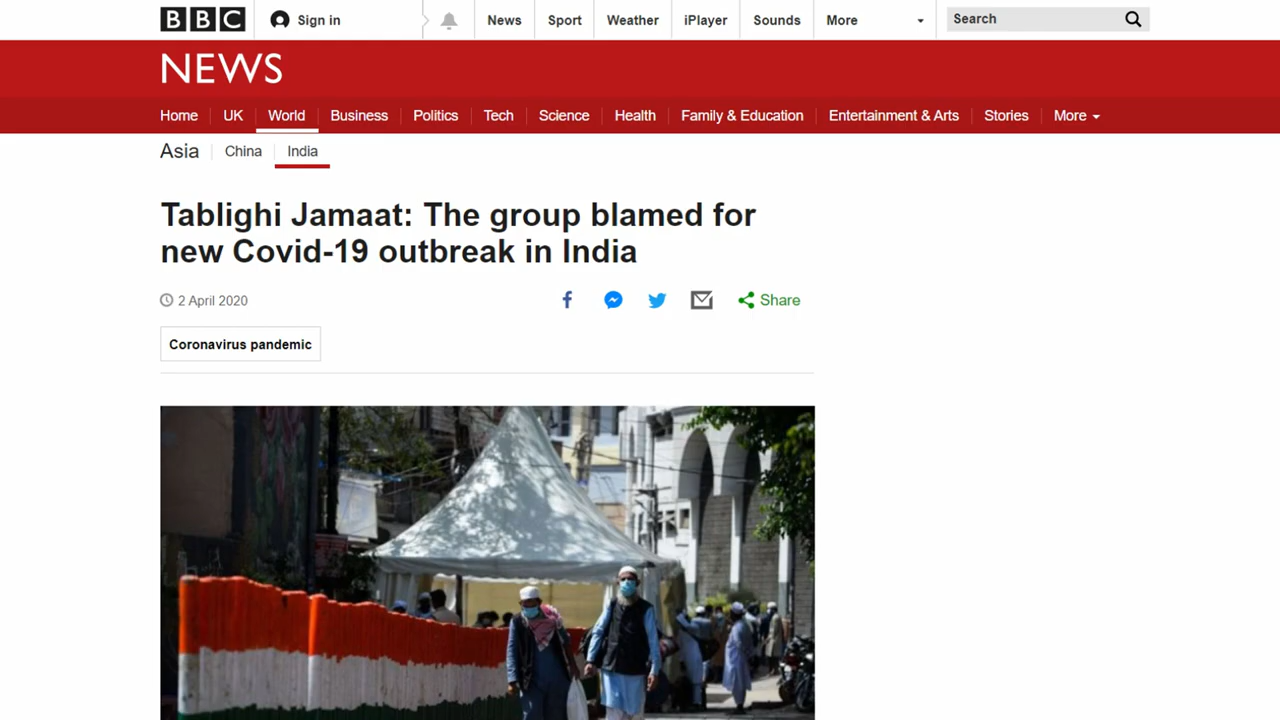 BBC Sign in News Sport Weather iPlayer Sounds More Search
NEWS
Home UK World Business Politics Tech Science Health Family & Education Entertainment & Arts Stories More
Asia China India
Tablighi Jamaat: The group blamed for
new Covid-19 outbreak in India
2 April 2020 Share
Coronavirus pandemic